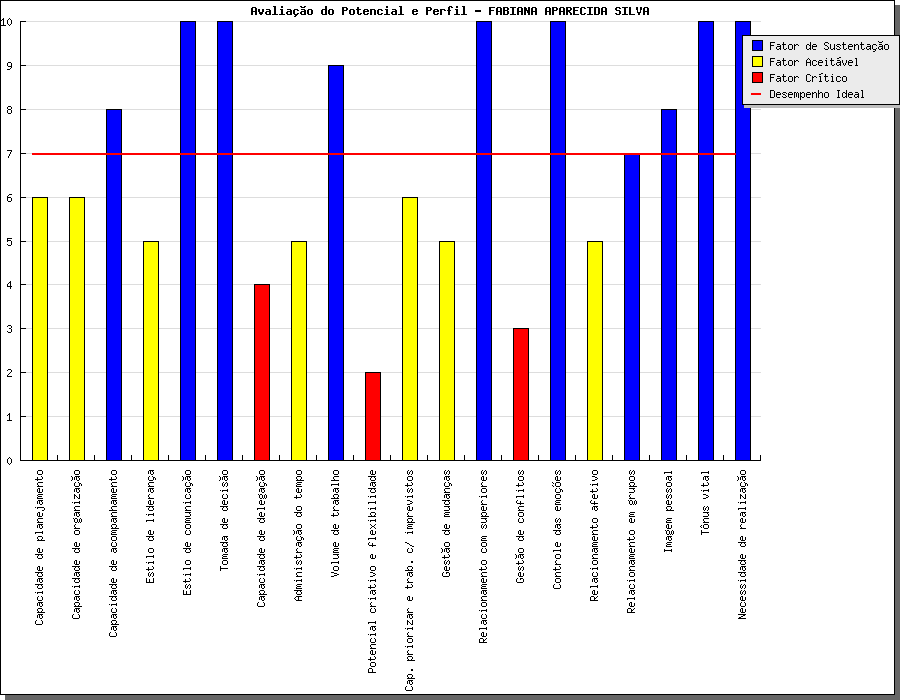 Avaliação do Potencial e Perfil - FABIANA APARECIDA SILVA
Fator de Sustentação
Fator Aceitável
Fator Crítico
Desempenho Ideal
10
9
8
7
6
5
4
3
2
1
0
Capacidade de planejamento
Capacidade de organização
Capacidade de acompanhamento
Estilo de liderança
Estilo de comunicação
Tomada de decisão
Capacidade de delegação
Administração do tempo
Volume de trabalho
Potencial criativo e flexibilidade
Cap. priorizar e trab. c/ imprevistos
Gestão de mudanças
Relacionamento com superiores
Gestão de conflitos
Controle das emoções
Relacionamento afetivo
Relacionamento em grupos
Imagem pessoal
Tônus vital
Necessidade de realização